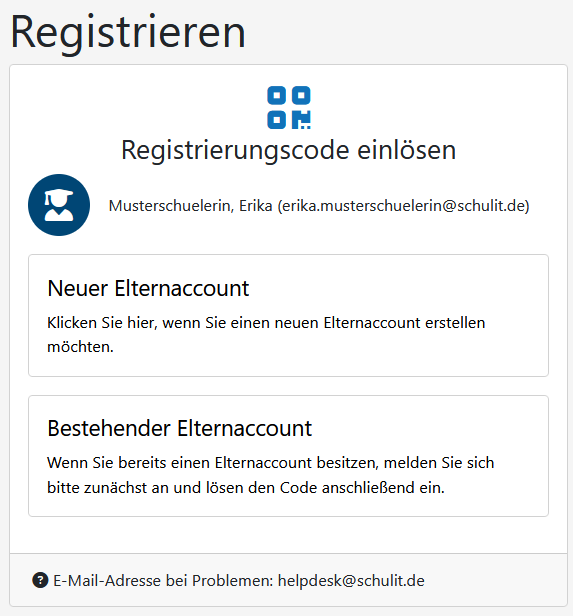 Registrieren
Registrierungscode einlösen
Musterschuelerin, Erika (erika.musterschuelerin@schulit.de)
Neuer Elternaccount
Klicken Sie hier, wenn Sie einen neuen Elternaccount erstellen
möchten.
Bestehender Elternaccount
Wenn Sie bereits einen Elternaccount besitzen, melden Sie sich
bitte zunächst an und lösen den Code anschließend ein.
E-Mail-Adresse bei Problemen: helpdesk@schulit.de